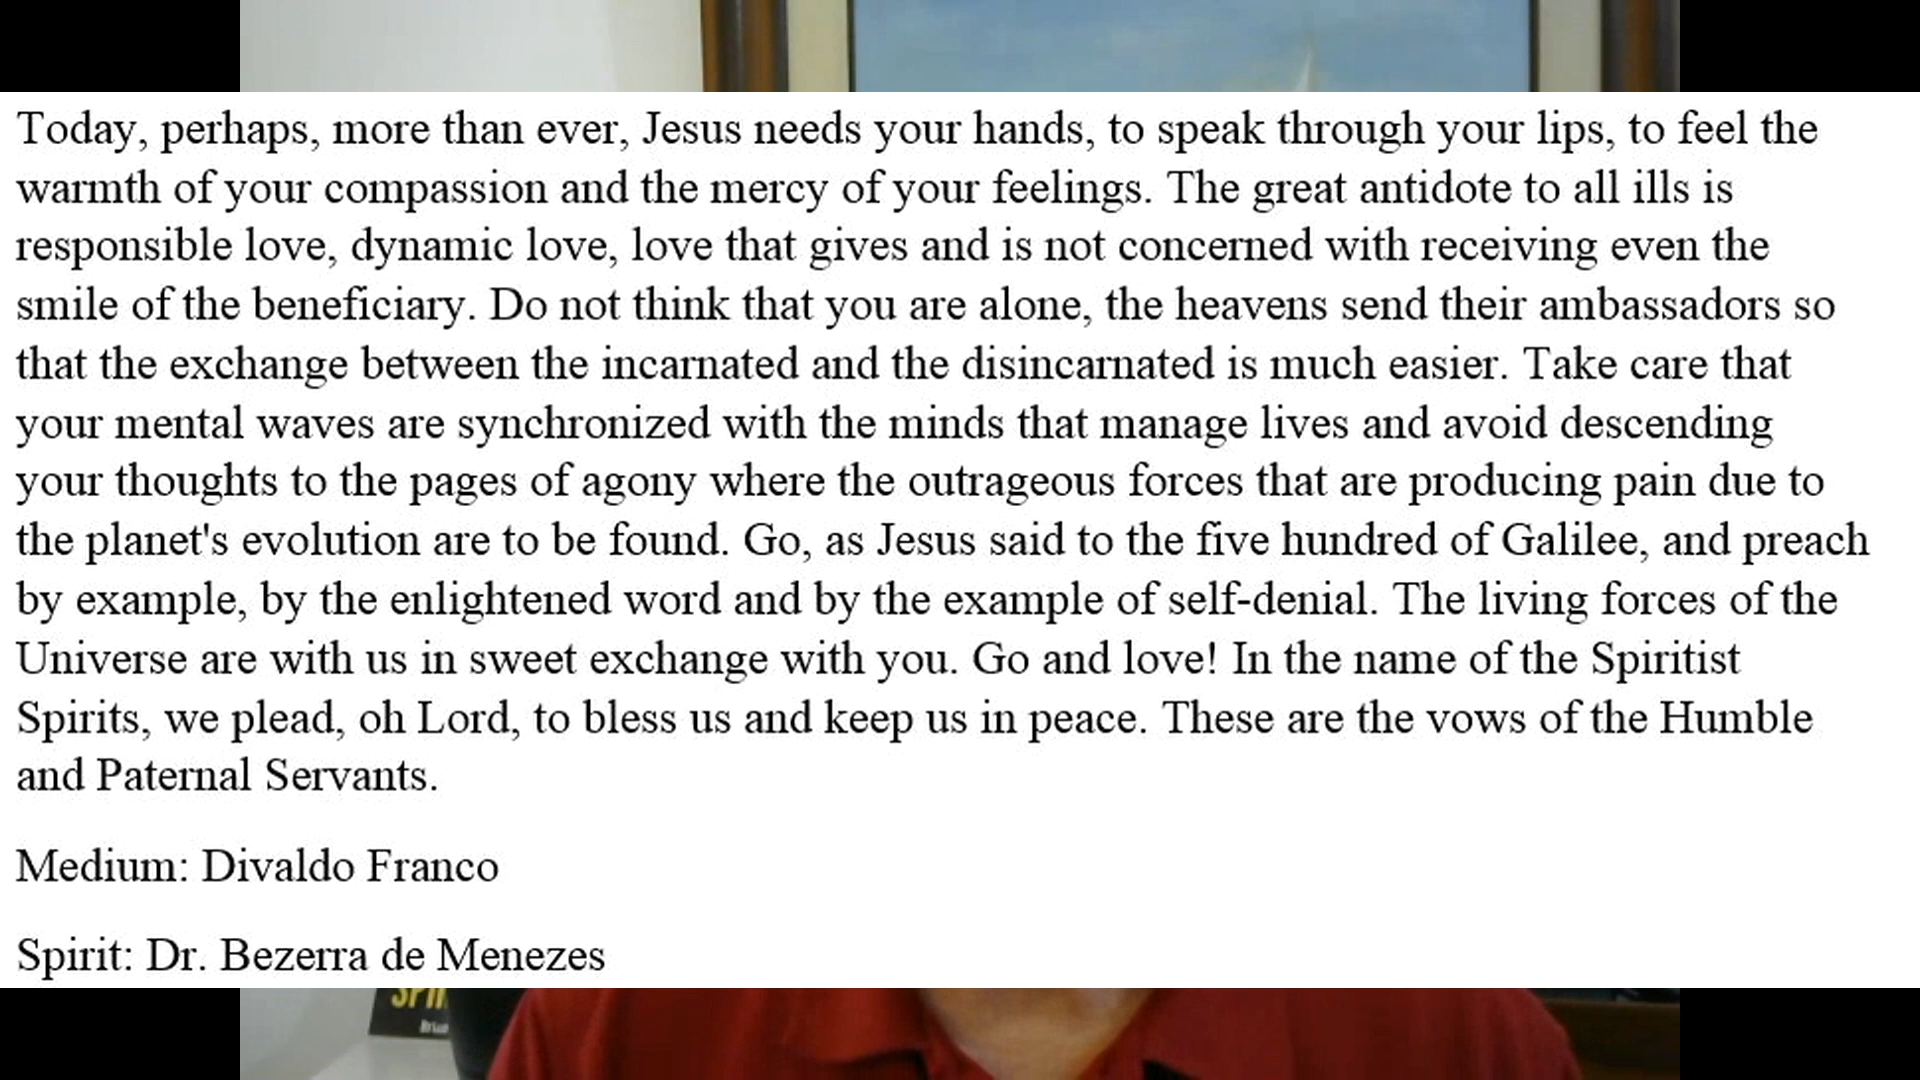 Today, perhaps, more than ever, Jesus needs your hands, to speak through your lips, to feel the
warmth of your compassion and the mercy of your feelings. The great antidote to all ills is
responsible love, dynamic love, love that gives and is not concerned with receiving even the
smile of the beneficiary. Do not think that you are alone, the heavens send their ambassadors so
that the exchange between the incarnated and the disincarnated is much easier. Take care that
your mental waves are synchronized with the minds that manage lives and avoid descending
your thoughts to the pages of agony where the outrageous forces that are producing pain due to
the planet's evolution are to be found. Go, as Jesus said to the five hundred of Galilee, and preach
by example, by the enlightened word and by the example of self-denial. The living forces of the
Universe are with us in sweet exchange with you. Go and love! In the name of the Spiritist
Spirits, we plead, oh Lord, to bless us and keep us in peace. These are the vows of the Humble
and Paternal Servants.
Medium: Divaldo Franco
Spirit: Dr. Bezerra de Menezes